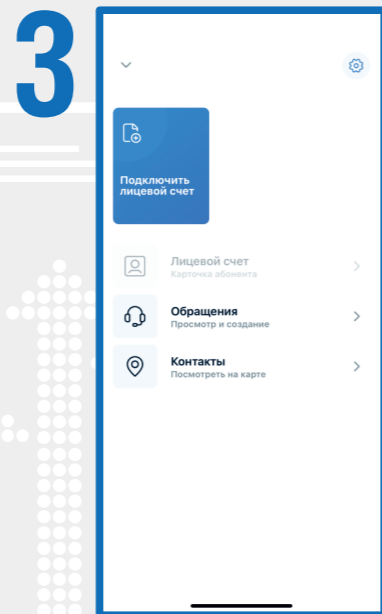 3
Подключить
лицевой счет
Лицевой счет
Карточка абонента
Обращения
Просмотр и создание
Контакты
Посмотреть на карте